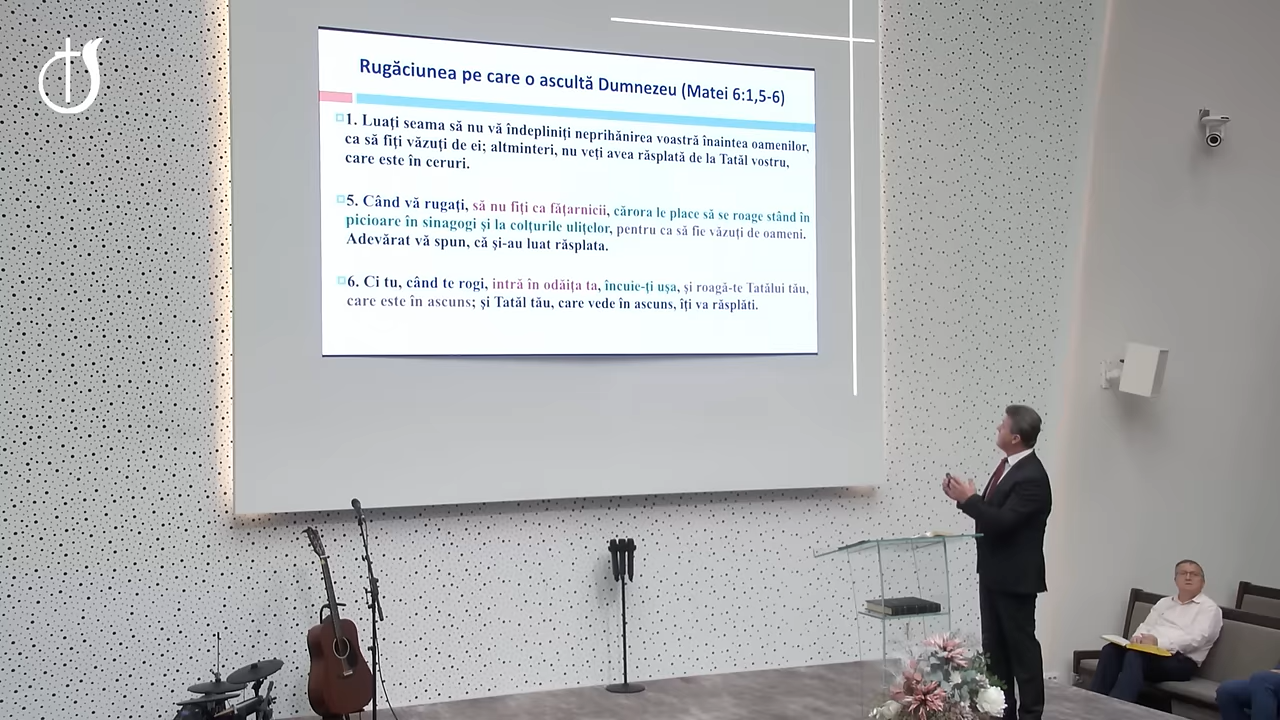 Rugăciunea pe care o ascultă Dumnezeu (Matei 6:1,5-6)
1. Luați seama să nu vă îndepliniți neprihănirea voastră înaintea oamenilor,
ca să fiți văzuți de ei; altminteri, nu veți avea răsplată de la Tatăl vostru,
care este în ceruri.
5. Când vă rugați, să nu fiți ca fățarnicii, cărora le place să se roage stând în
picioare în sinagogi și la colțurile ulițelor, pentru ca să fie văzuți de oameni.
Adevărat vă spun, că și-au luat răsplata.
6. Ci tu, când te rogi, intră în odăița ta, încuie-ți ușa, și roagă-te Tatălui tău,
care este în ascuns; și Tatăl tău, care vede în ascuns, îți va răsplăti.